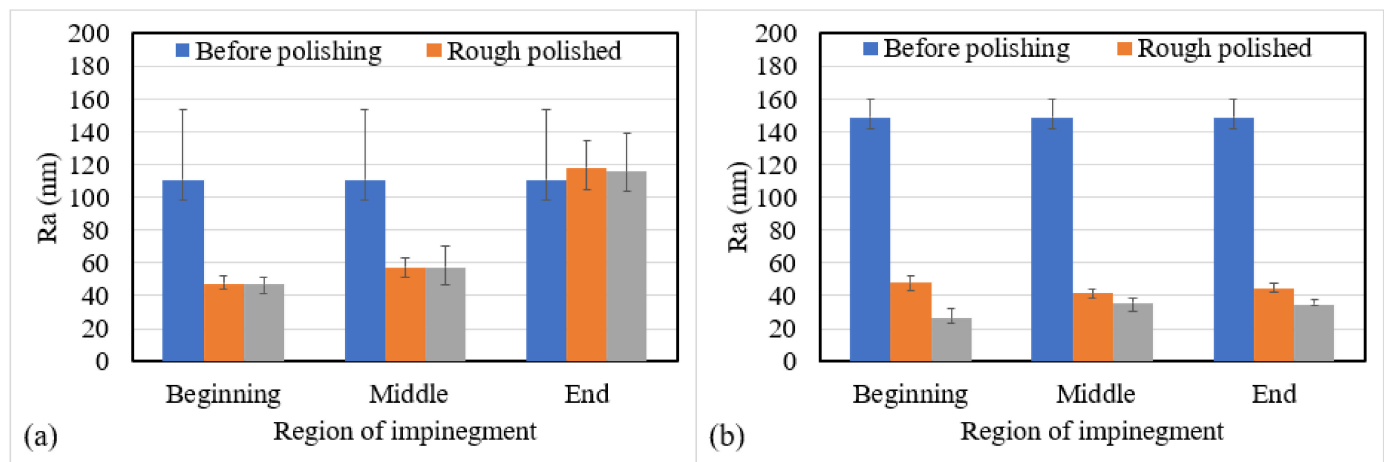 200
180
160
140
120
100
80
60
40
20
0
Ra (nm)
Before polishing Rough polished
Beginning Middle End
Region of impinegment
(a)
200
180
160
140
120
100
80
60
40
20
0
Ra (nm)
Before polishing Rough polished
Beginning Middle End
Region of impinegment
(b)